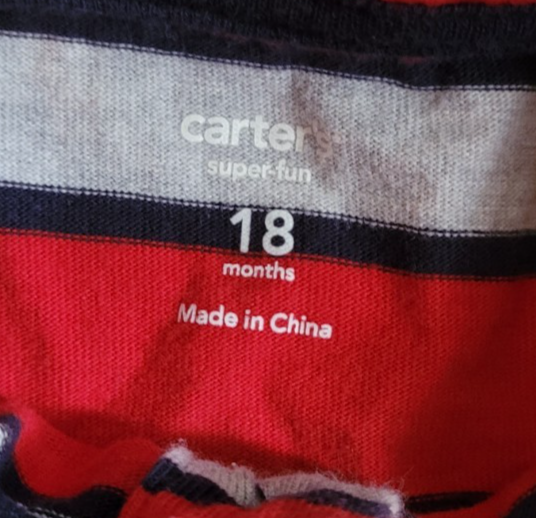 carter's
super-fun
18
months
Made in China